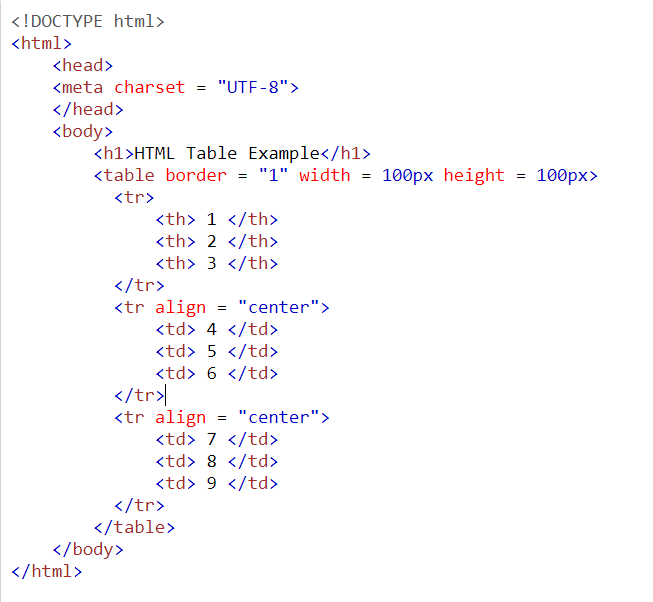 <!DOCTYPE html>
<html>
    <head>
    <meta charset = "UTF-8">
    </head>
    <body>
        <h1>HTML Table Example</h1>
        <table border = "1" width = 100px height = 100px>
          <tr>
              <th> 1 </th>
              <th> 2 </th>
              <th> 3 </th>
          </tr>
          <tr align = "center">
              <td> 4 </td>
              <td> 5 </td>
              <td> 6 </td>
          </tr>
          <tr align = "center">
              <td> 7 </td>
              <td> 8 </td>
              <td> 9 </td>
          </tr>
        </table>
    </body>
</html>